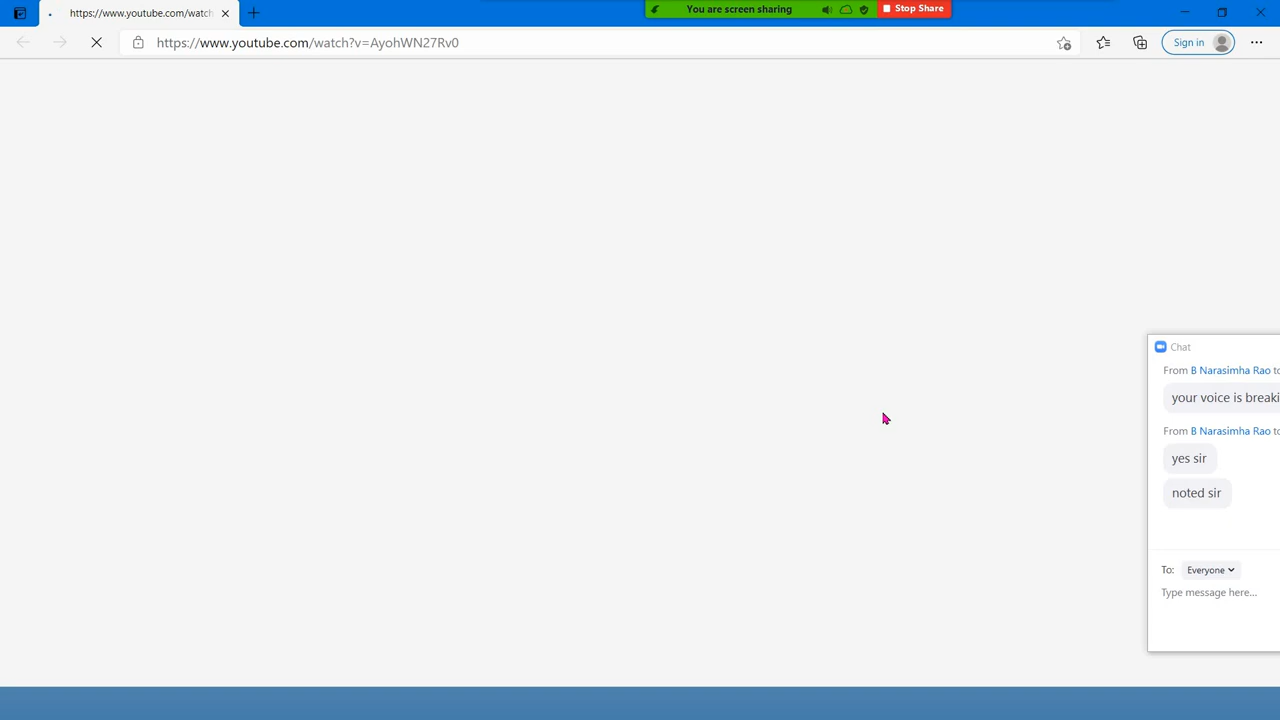 https://www.youtube.com/watch
You are screen sharing
Stop Share
https://www.youtube.com/watch?v=AyohWN27Rv0
Sign in
Chat
From B Narasimha Rao to
your voice is breaki
From B Narasimha Rao to
yes sir
noted sir
To: Everyone
Type message here...